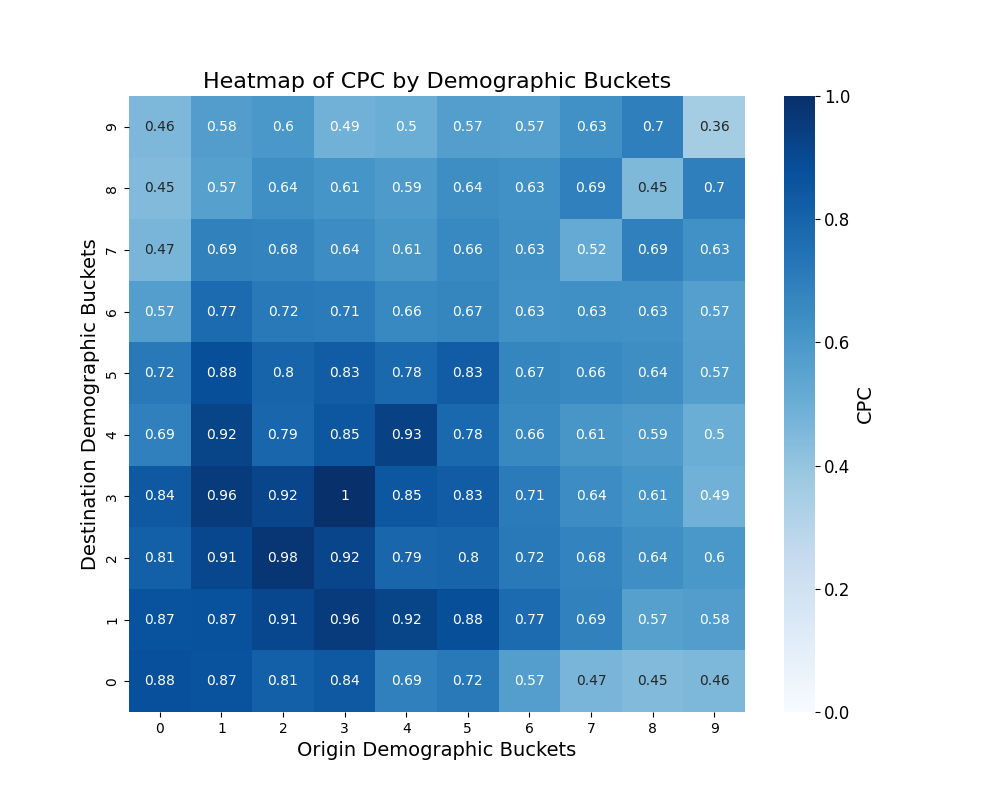 Heatmap of CPC by Demographic Buckets
9 0.46 0.58 0.6 0.49 0.5 0.57 0.57 0.63 0.7 0.36
8 0.45 0.57 0.64 0.61 0.59 0.64 0.63 0.69 0.45 0.7
7 0.47 0.69 0.68 0.64 0.61 0.66 0.63 0.52 0.69 0.63
6 0.57 0.77 0.72 0.71 0.66 0.67 0.63 0.63 0.63 0.57
5 0.72 0.88 0.8 0.83 0.78 0.83 0.67 0.66 0.64 0.57
4 0.69 0.92 0.79 0.85 0.93 0.78 0.66 0.61 0.59 0.5
3 0.84 0.96 0.92 1 0.85 0.83 0.71 0.64 0.61 0.49
2 0.81 0.91 0.98 0.92 0.79 0.8 0.72 0.68 0.64 0.6
1 0.87 0.87 0.91 0.96 0.92 0.88 0.77 0.69 0.57 0.58
0 0.88 0.87 0.81 0.84 0.69 0.72 0.57 0.47 0.45 0.46
0 1 2 3 4 5 6 7 8 9
Origin Demographic Buckets
Destination Demographic Buckets
1.0
0.8
0.6
0.4
0.2
0.0
CPC